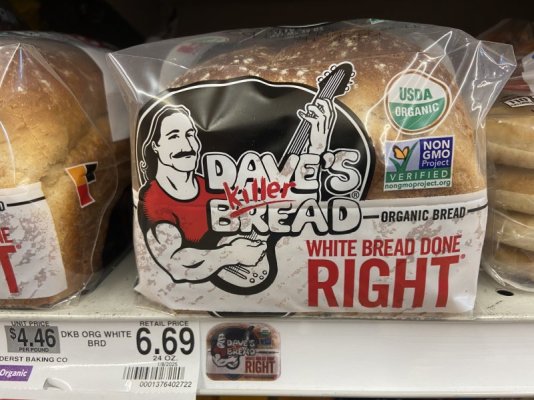 USDA
ORGANIC
NON
GMO
Project
VERIFIED
nongmoproject.org
DAVE'S
Killer
BREAD®
ORGANIC BREAD
WHITE BREAD DONE
RIGHT
UNIT PRICE
$4.46
PER POUND
DKB ORG WHITE
BRD
RETAIL PRICE
6.69
24 OZ.
DERST BAKING CO
Organic
0001376402722
DAVE'S
BREAD
RIGHT